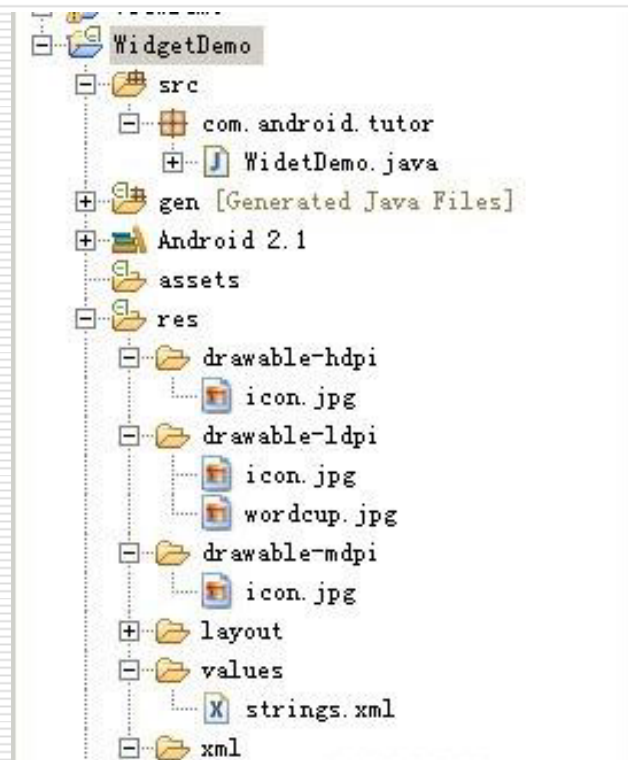 WidgetDemo
src
com.android.tutor
WidetDemo.java
gen [Generated Java Files]
Android 2.1
assets
res
drawable-hdpi
icon.jpg
drawable-ldpi
icon.jpg
wordcup.jpg
drawable-mdpi
icon.jpg
layout
values
strings.xml
xml